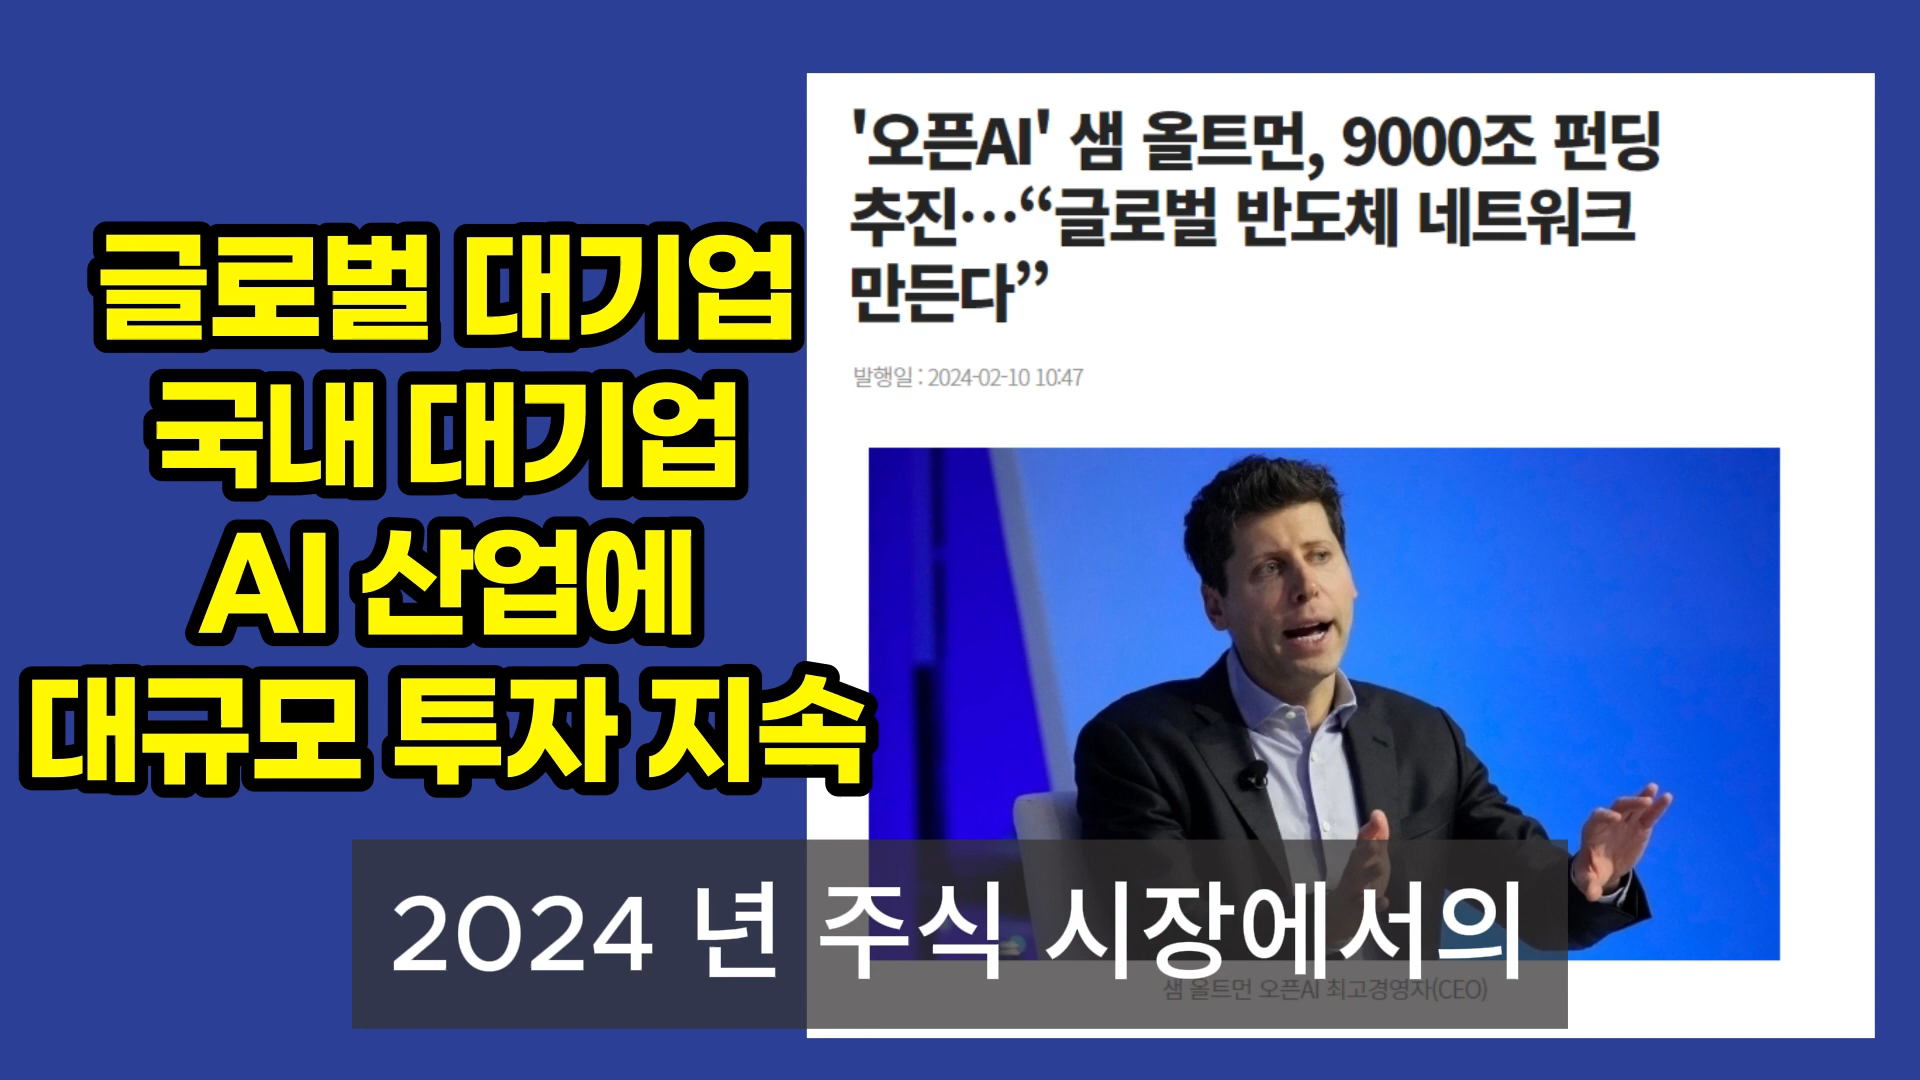 글로벌 대기업
국내 대기업
AI 산업에
대규모 투자 지속
'오픈AI' 샘 올트먼, 9000조 펀딩
추진…“글로벌 반도체 네트워크
만든다”
발행일 : 2024-02-10 10:47
샘 올트먼 오픈AI 최고경영자(CEO)
2024 년 주식 시장에서의